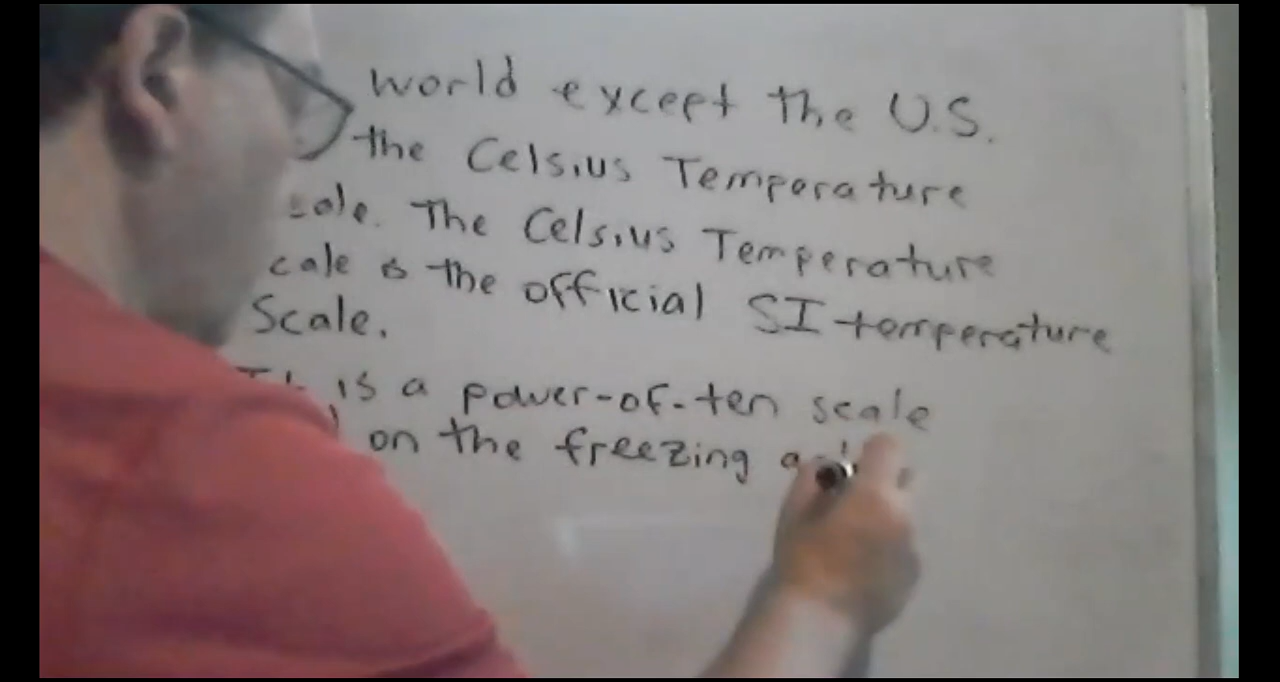 world except the U.S.
the Celsius Temperature
cale. The Celsius Temperature
cale is the official SI temperature
Scale.
It is a power-of-ten scale
on the freezing